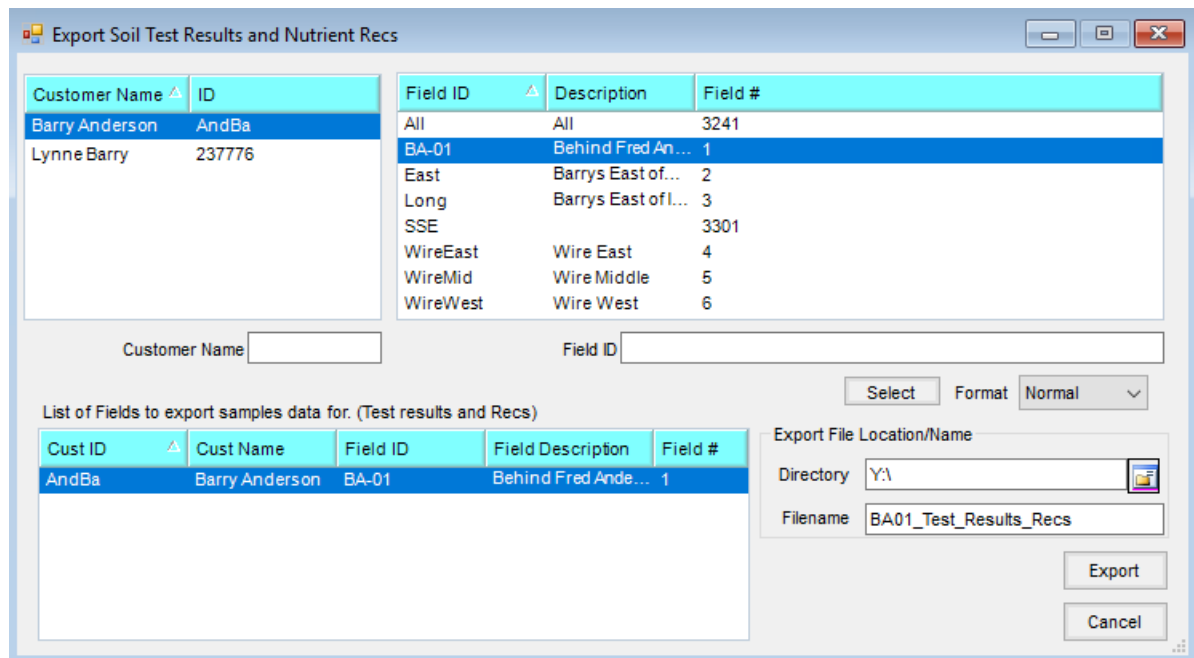 Export Soil Test Results and Nutrient Recs
Customer Name ID
Barry Anderson AndBa
Lynne Barry 237776
Field ID Description Field #
All All 3241
BA-01 Behind Fred An... 1
East Barrys East of... 2
Long Barrys East of l... 3
SSE 3301
WireEast Wire East 4
WireMid Wire Middle 5
WireWest Wire West 6
Customer Name
Field ID
Select Format Normal
List of Fields to export samples data for. (Test results and Recs)
Cust ID Cust Name Field ID Field Description Field #
AndBa Barry Anderson BA-01 Behind Fred Ande... 1
Export File Location/Name
Directory Y:\
Filename BA01_Test_Results_Recs
Export
Cancel